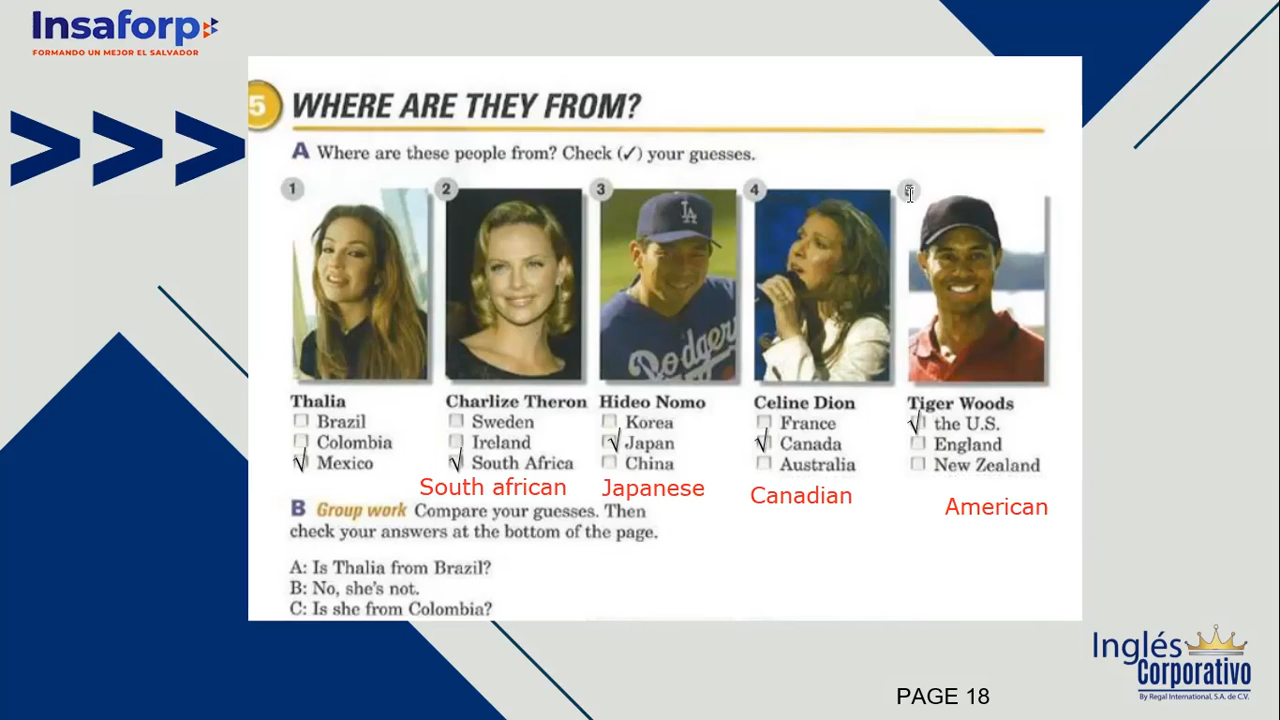 Insaforp
FORMANDO UN MEJOR EL SALVADOR
5 WHERE ARE THEY FROM?
A Where are these people from? Check (✓) your guesses.
1
2
3
4
LA
Dodgers
Thalia
Brazil
Colombia
√ Mexico
Charlize Theron
Sweden
Ireland
√ South Africa
South african
Hideo Nomo
Korea
√ Japan
China
Japanese
Celine Dion
France
√ Canada
Australia
Canadian
Tiger Woods
√ the U.S.
England
New Zealand
American
B Group work Compare your guesses. Then
check your answers at the bottom of the page.
A: Is Thalia from Brazil?
B: No, she's not.
C: Is she from Colombia?
Inglés
Corporativo
By Regal International, S.A. de C.V.
PAGE 18